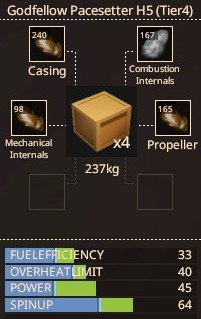 Godfellow Pacesetter H5 (Tier4)
240
167
Casing
Combustion
Internals
98
165
x4
Mechanical
Internals
Propeller
237kg
FUELEFFICIENCY 33
OVERHEATLIMIT 40
POWER 45
SPINUP 64